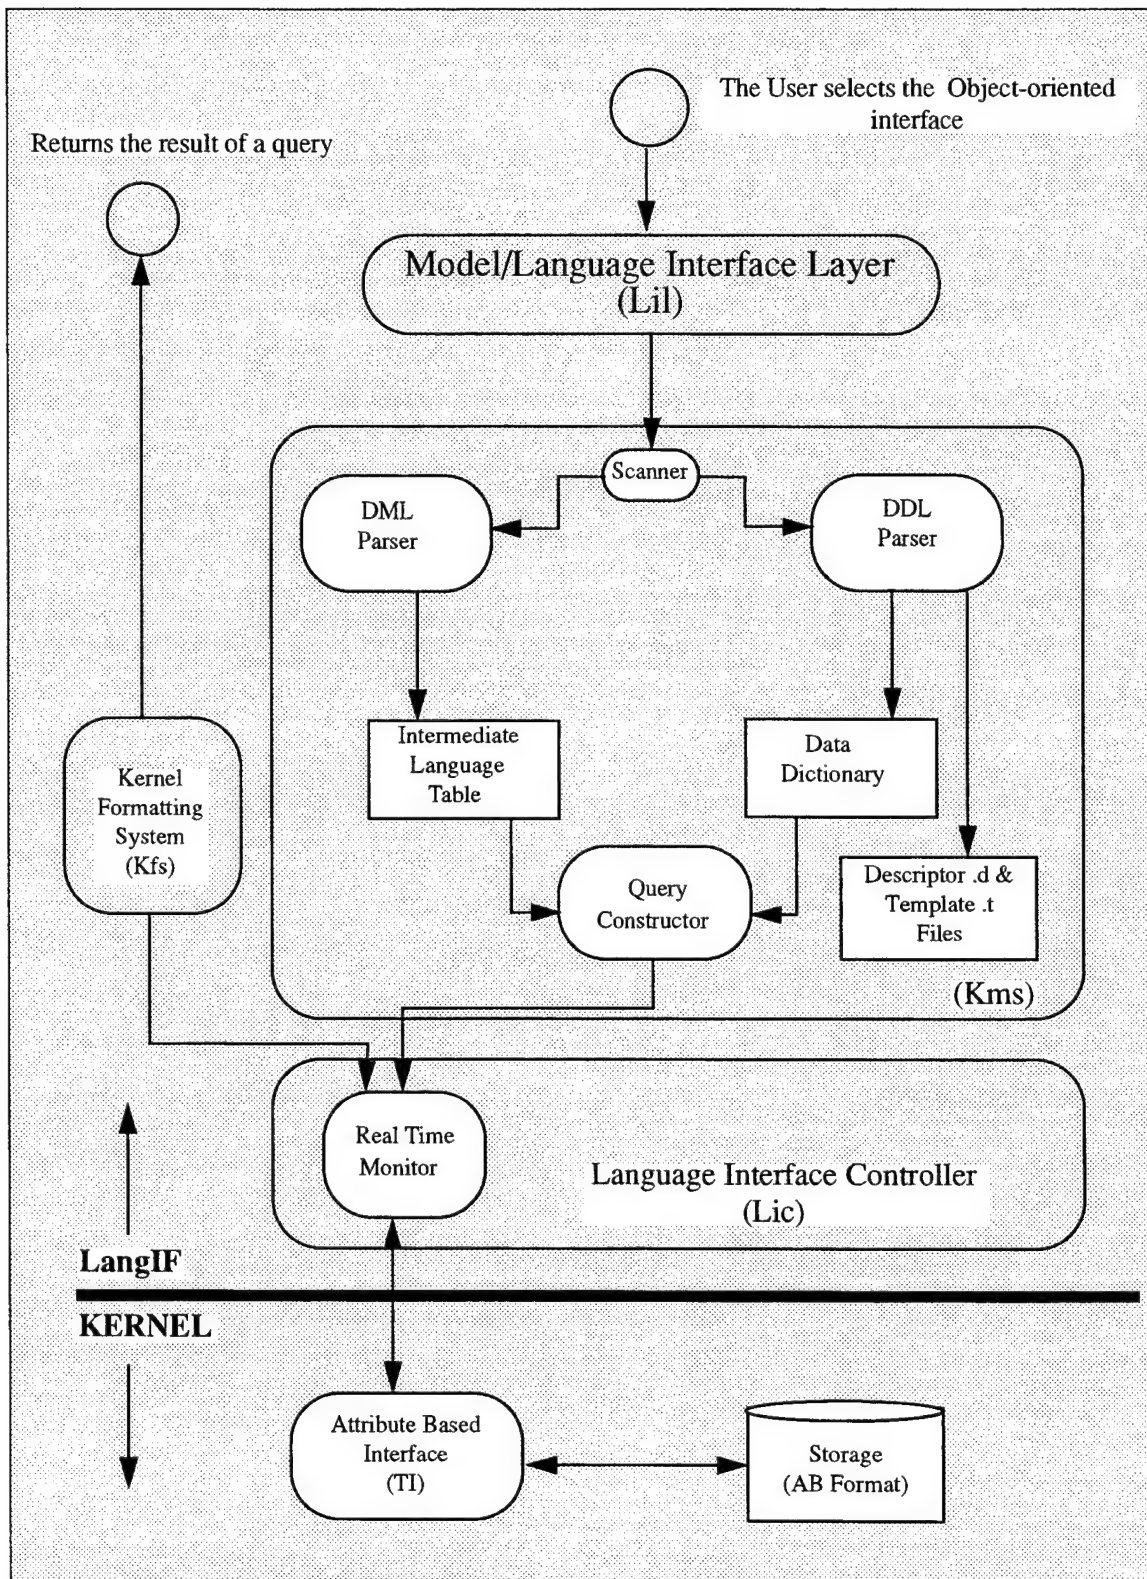 The User selects the Object-oriented
interface
Returns the result of a query
Model/Language Interface Layer
(Lil)
Scanner
DML
Parser
DDL
Parser
Intermediate
Language
Table
Data
Dictionary
Kernel
Formatting
System
(Kfs)
Query
Constructor
Descriptor .d &
Template .t
Files
(Kms)
Real Time
Monitor
Language Interface Controller
(Lic)
LangIF
KERNEL
Attribute Based
Interface
(TI)
Storage
(AB Format)